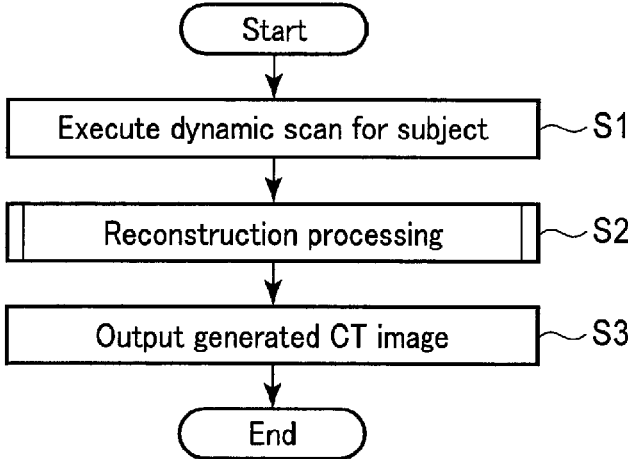 Start
Execute dynamic scan for subject
S1
Reconstruction processing
S2
Output generated CT image
S3
End